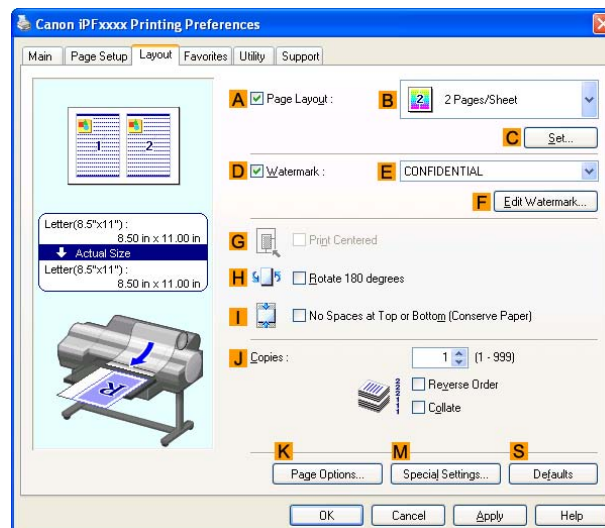 Canon iPFxxxx Printing Preferences
Main Page Setup Layout Favorites Utility Support
1 2
A Page Layout : B 2 2 Pages/Sheet
C Set...
D Watermark : E CONFIDENTIAL
F Edit Watermark...
Letter(8.5"x11") :
8.50 in x 11.00 in
Actual Size
Letter(8.5"x11") :
8.50 in x 11.00 in
G Print Centered
H Rotate 180 degrees
I No Spaces at Top or Bottom (Conserve Paper)
J Copies : 1 (1 - 999)
Reverse Order
Collate
R
K M S
Page Options... Special Settings... Defaults
OK Cancel Apply Help